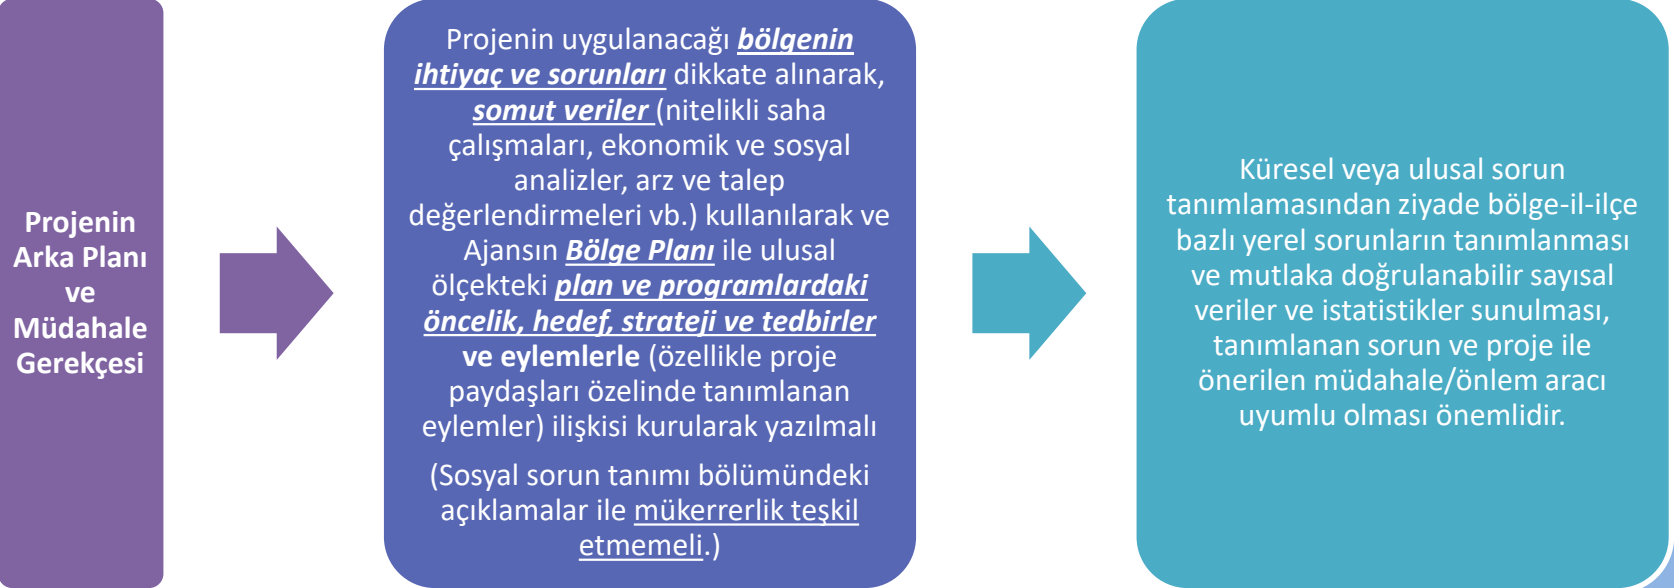 Projenin
Arka Planı
ve
Müdahale
Gerekçesi
Projenin uygulanacağı bölgenin
ihtiyaç ve sorunları dikkate alınarak,
somut veriler (nitelikli saha
çalışmaları, ekonomik ve sosyal
analizler, arz ve talep
değerlendirmeleri vb.) kullanılarak ve
Ajansın Bölge Planı ile ulusal
ölçekteki plan ve programlardaki
öncelik, hedef, strateji ve tedbirler
ve eylemlerle (özellikle proje
paydaşları özelinde tanımlanan
eylemler) ilişkisi kurularak yazılmalı
(Sosyal sorun tanımı bölümündeki
açıklamalar ile mükerrerlik teşkil
etmemeli.)
Küresel veya ulusal sorun
tanımlamasından ziyade bölge-il-ilçe
bazlı yerel sorunların tanımlanması
ve mutlaka doğrulanabilir sayısal
veriler ve istatistikler sunulması,
tanımlanan sorun ve proje ile
önerilen müdahale/önlem aracı
uyumlu olması önemlidir.